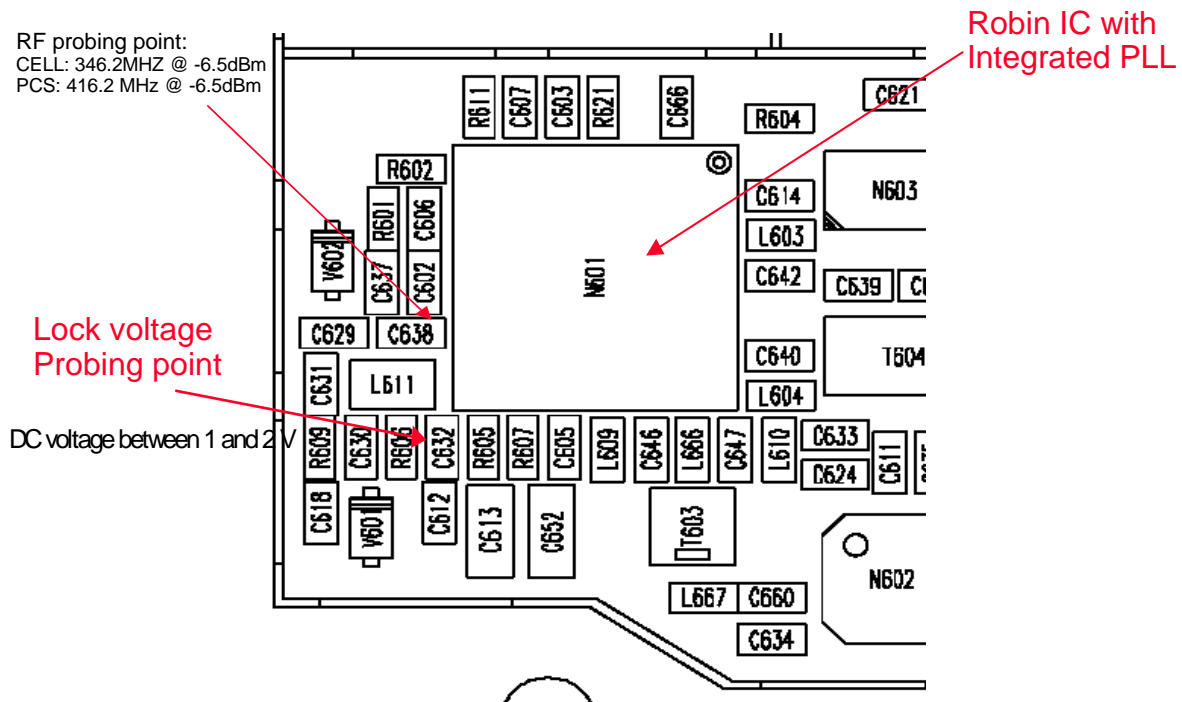 RF probing point:
CELL: 346.2MHZ @ -6.5dBm
PCS: 416.2 MHz @ -6.5dBm
Robin IC with
Integrated PLL
R611
C607
C603
R621
C666
R604
C621
R602
R601
C606
C614
N603
L603
V602
C637
C602
N601
C642
C639
Lock voltage
Probing point
C629
C638
C640
T604
C631
L611
L604
DC voltage between 1 and 2 V
R609
C630
R606
C632
R605
R607
C605
L609
C646
L666
C647
L610
C633
C624
C611
C618
V601
C612
C613
C652
T603
N602
L667
C660
C634